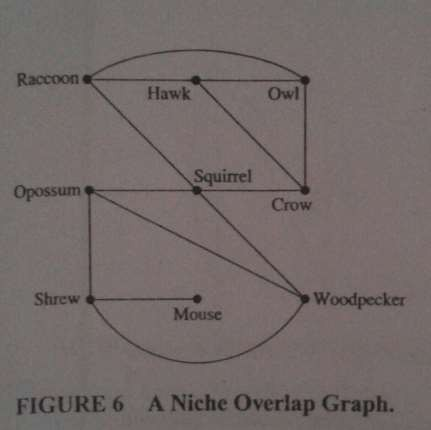 Raccoon
Hawk
Owl
Squirrel
Opossum
Crow
Shrew
Mouse
Woodpecker
FIGURE 6 A Niche Overlap Graph.